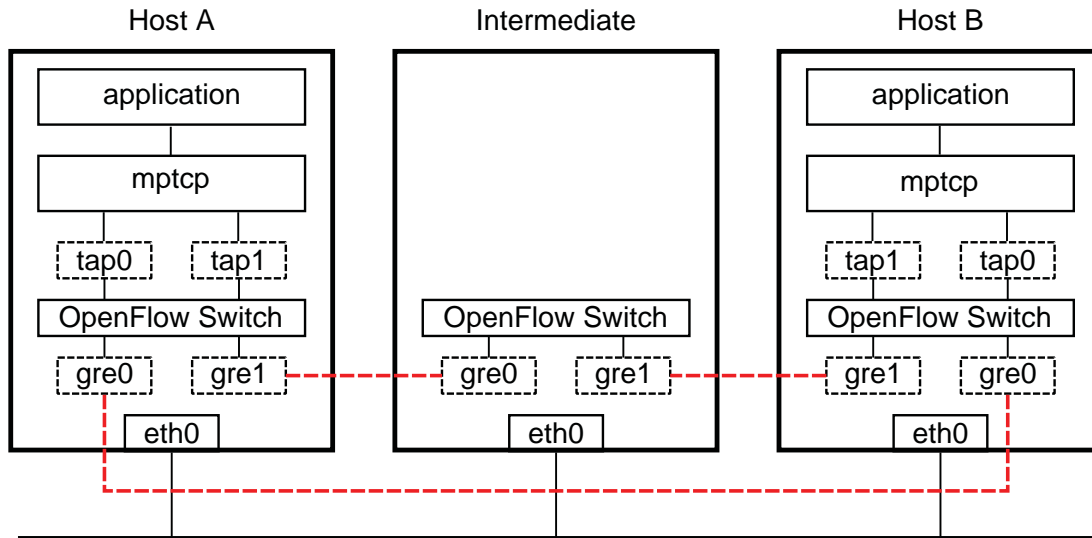 Host A
Intermediate
Host B
application
application
mptcp
mptcp
tap0
tap1
tap1
tap0
OpenFlow Switch
OpenFlow Switch
OpenFlow Switch
gre0
gre1
gre0
gre1
gre1
gre0
eth0
eth0
eth0